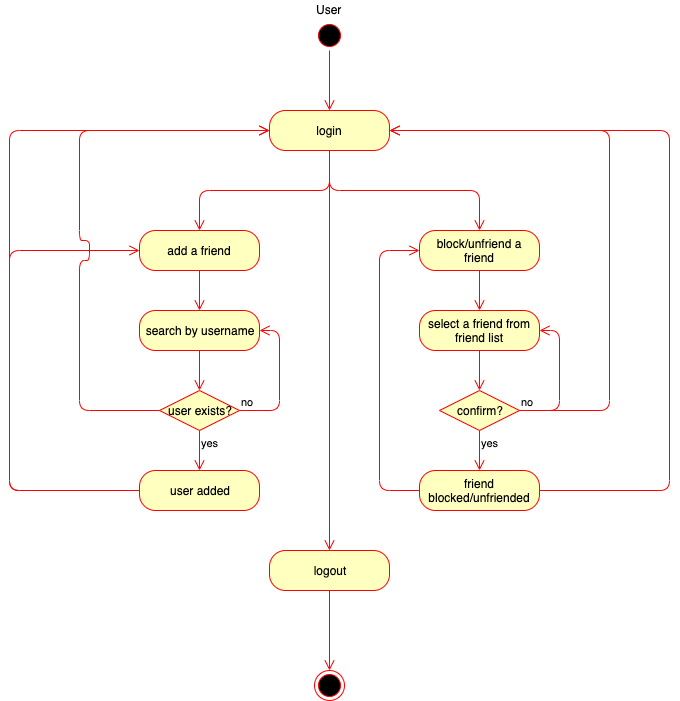 User
login
add a friend
block/unfriend a
friend
search by username
select a friend from
friend list
user exists?
no
confirm?
no
yes
yes
user added
friend
blocked/unfriended
logout